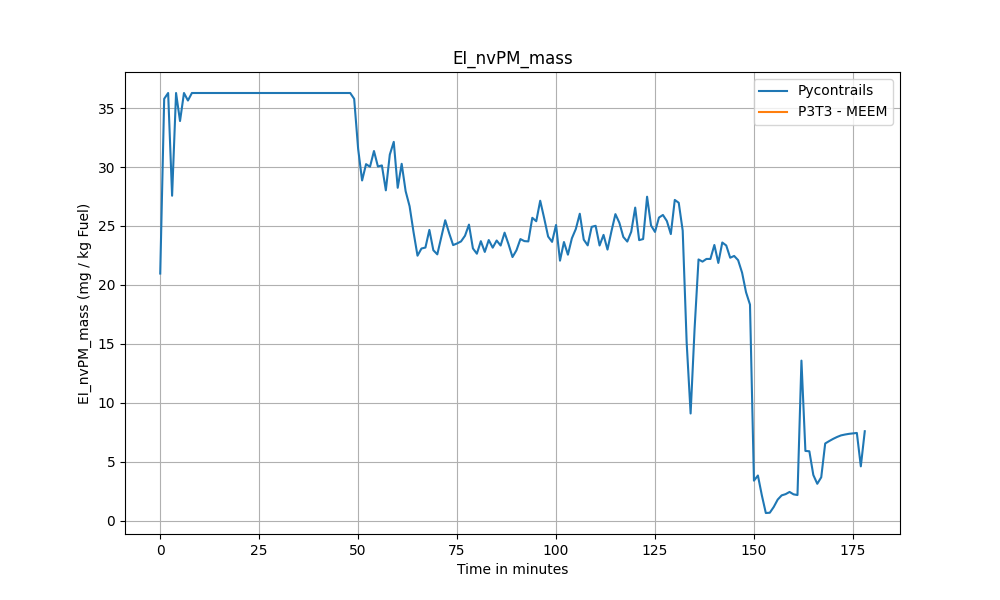 EI_nvPM_mass
Pycontrails
P3T3 - MEEM
EI_nvPM_mass (mg / kg Fuel)
35
30
25
20
15
10
5
0
0 25 50 75 100 125 150 175
Time in minutes